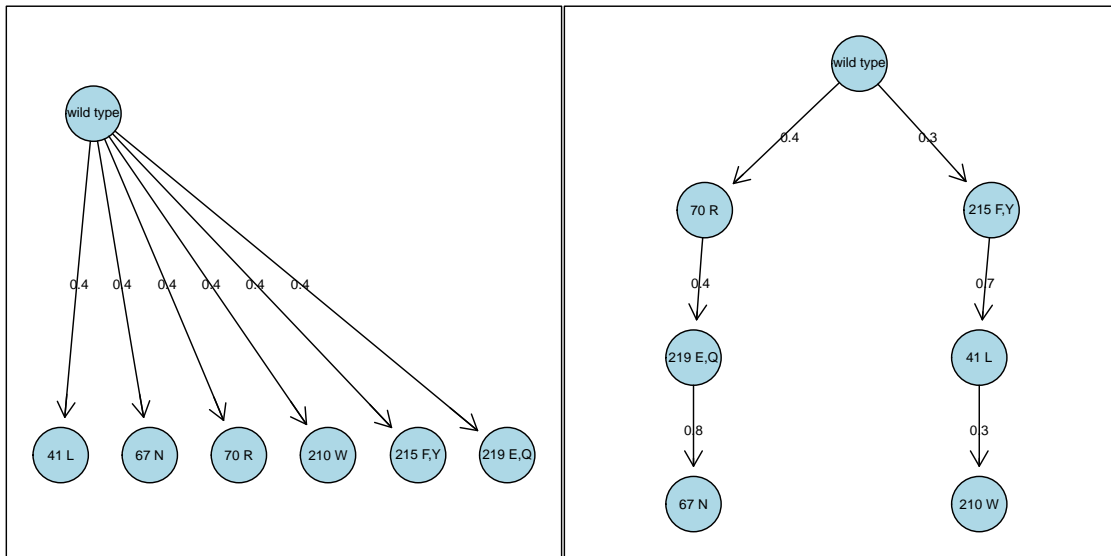 wild type
0.4 0.4 0.4 0.4 0.4 0.4
41 L 67 N 70 R 210 W 215 F,Y 219 E,Q
wild type
0.4 0.3
70 R 215 F,Y
0.4 0.7
219 E,Q 41 L
0.8 0.3
67 N 210 W